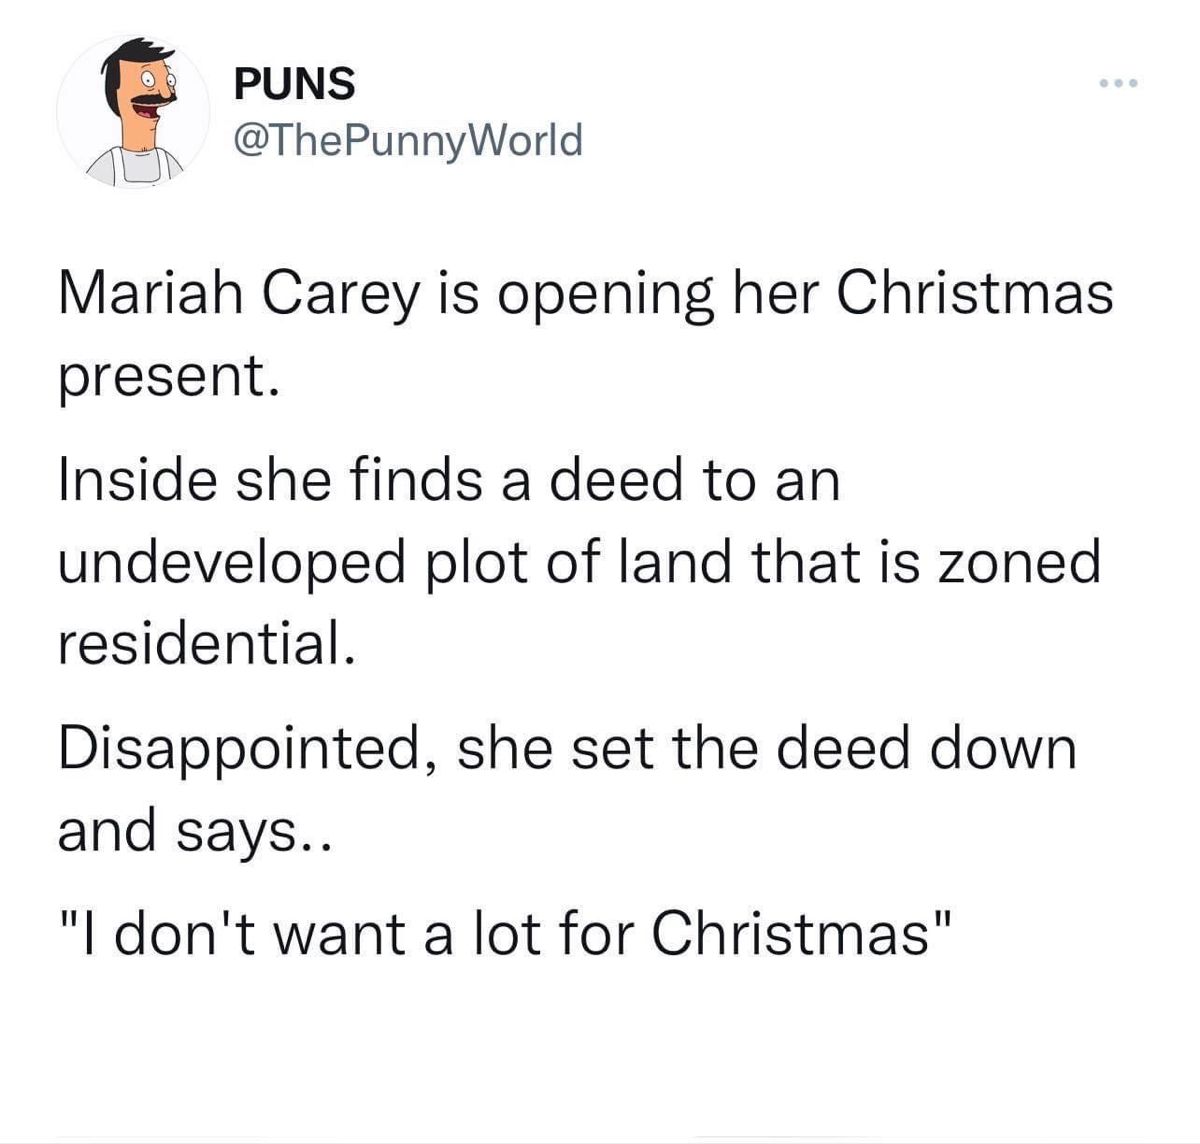 PUNS
@ThePunnyWorld
Mariah Carey is opening her Christmas
present.
Inside she finds a deed to an
undeveloped plot of land that is zoned
residential.
Disappointed, she set the deed down
and says..
"I don't want a lot for Christmas"